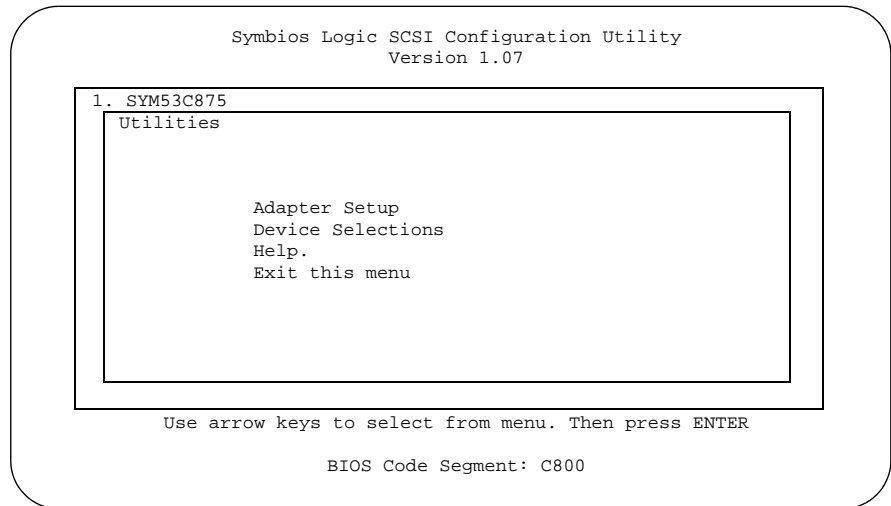 Symbios Logic SCSI Configuration Utility
Version 1.07
1. SYM53C875
Utilities
Adapter Setup
Device Selections
Help.
Exit this menu
Use arrow keys to select from menu. Then press ENTER
BIOS Code Segment: C800